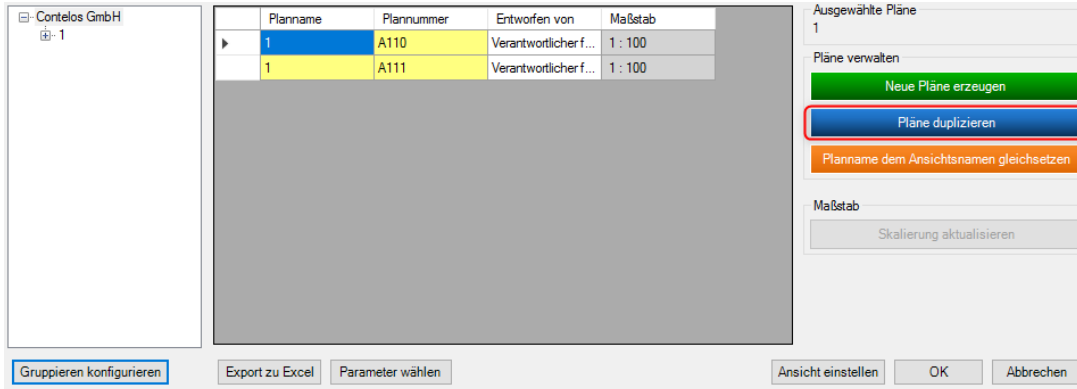 Contelos GmbH
1
Planname Plannummer Entworfen von Maßstab
1 A110 Verantwortlicher f... 1 : 100
1 A111 Verantwortlicher f... 1 : 100
Ausgewählte Pläne
1
Pläne verwalten
Neue Pläne erzeugen
Pläne duplizieren
Planname dem Ansichtsnamen gleichsetzen
Maßstab
Skalierung aktualisieren
Gruppieren konfigurieren Export zu Excel Parameter wählen Ansicht einstellen OK Abbrechen